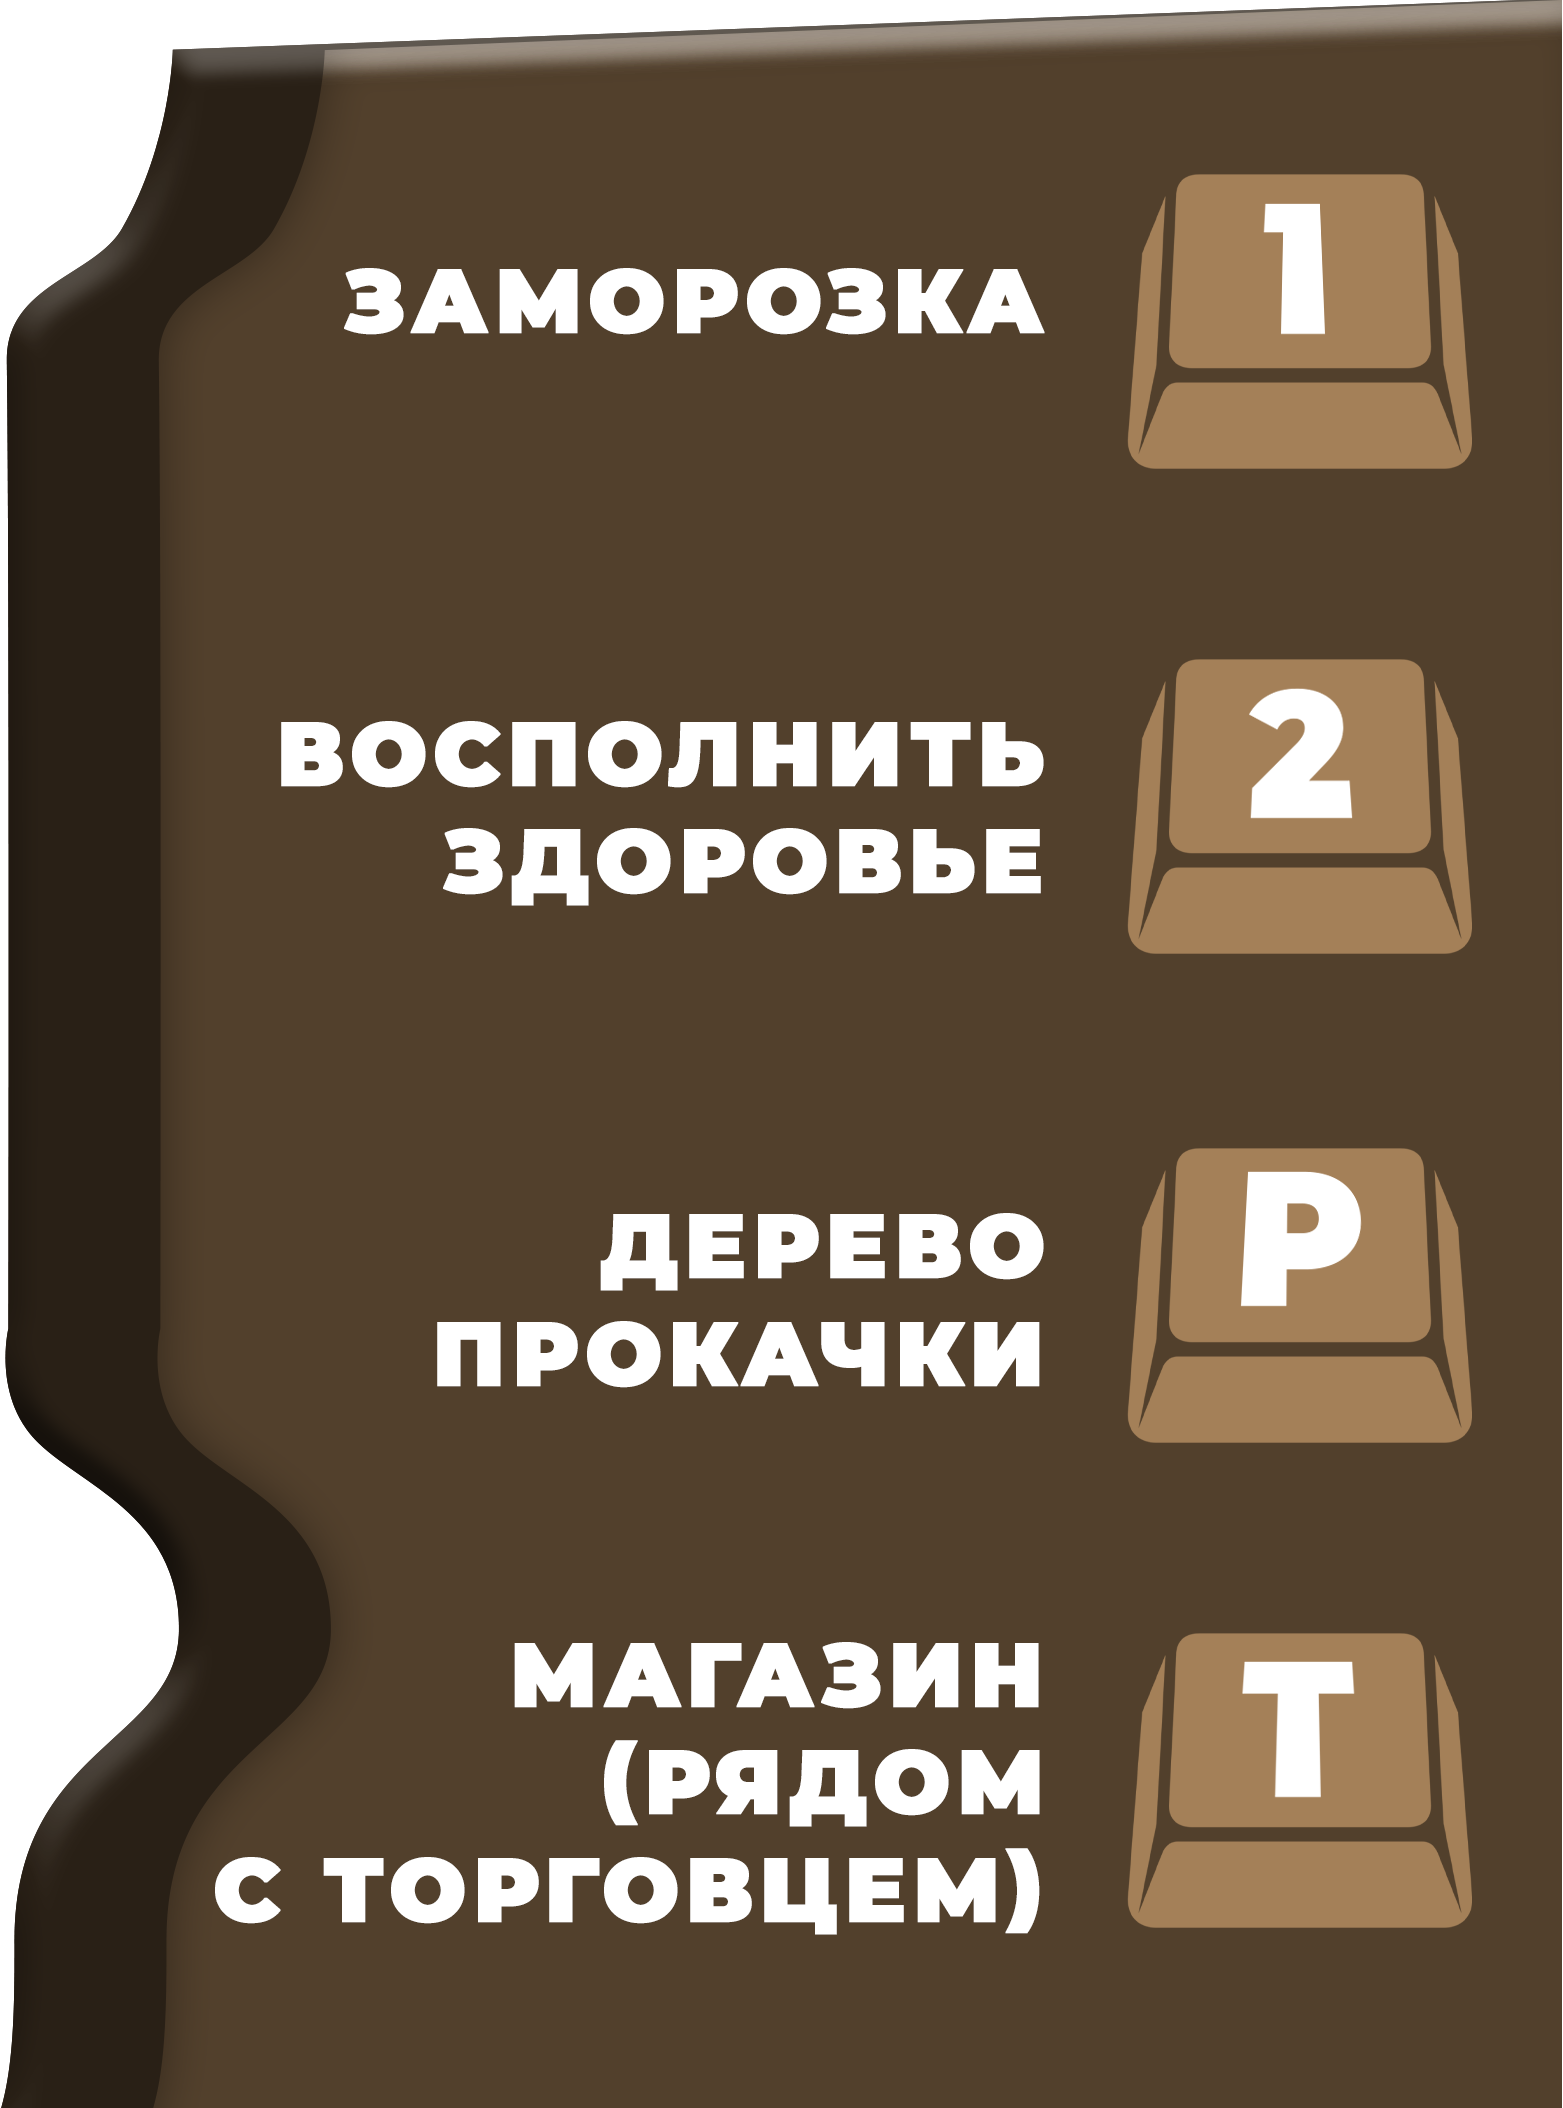 ЗАМОРОЗКА
1
ВОСПОЛНИТЬ
ЗДОРОВЬЕ
2
ДЕРЕВО
ПРОКАЧКИ
P
МАГАЗИН
(РЯДОМ
С ТОРГОВЦЕМ)
T